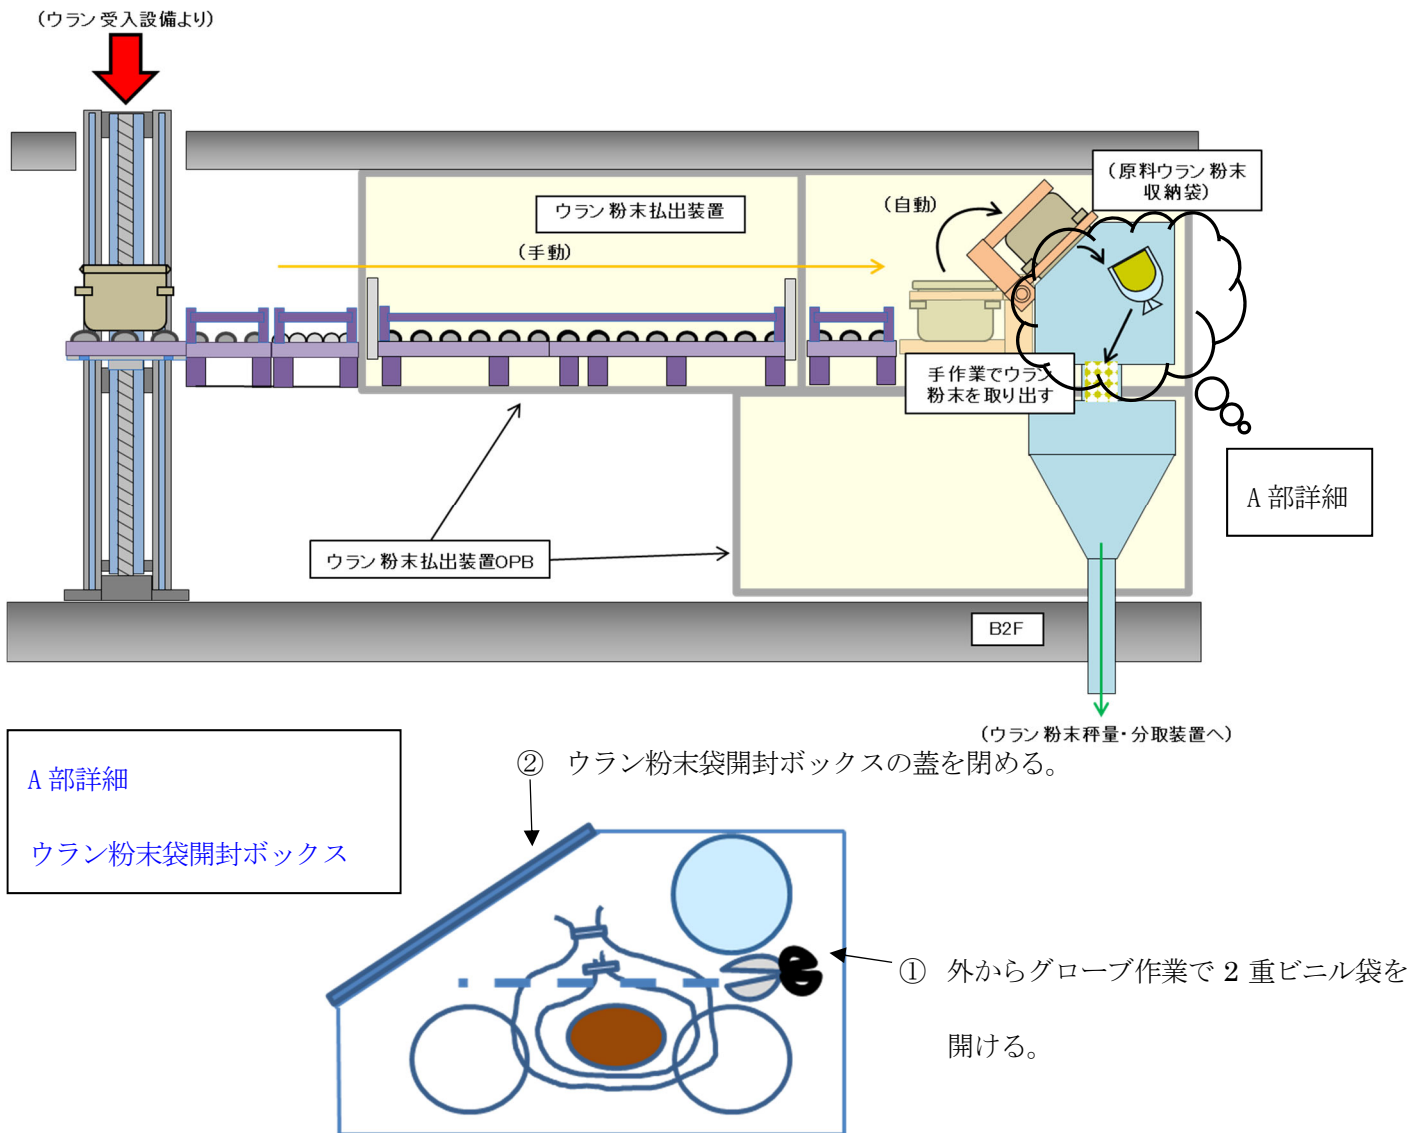 (ウラン受入設備より)
(原料ウラン粉末
収納袋)
ウラン粉末払出装置
(自動)
(手動)
手作業でウラン
粉末を取り出す
A 部詳細
ウラン粉末払出装置OPB
B2F
(ウラン粉末秤量・分取装置へ)
A 部詳細
ウラン粉末袋開封ボックス
② ウラン粉末袋開封ボックスの蓋を閉める。
① 外からグローブ作業で 2 重ビニル袋を
開ける。